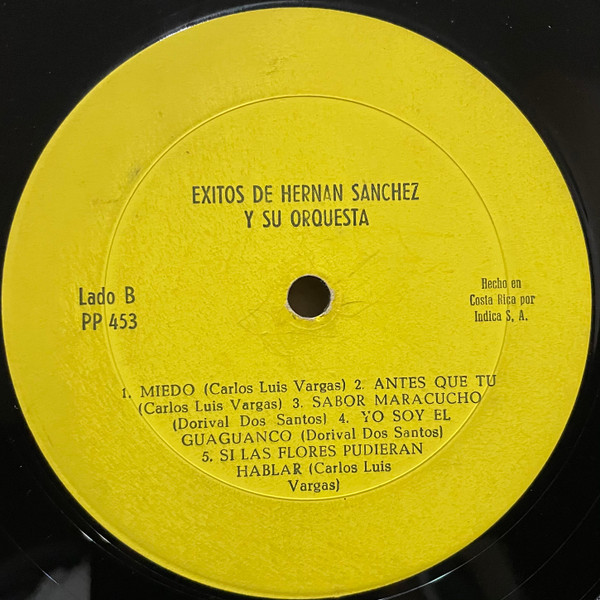 EXITOS DE HERNAN SANCHEZ
Y SU ORQUESTA
Lado B
PP 453
Hecho en
Costa Rica por
Indica S, A.
1. MIEDO (Carlos Luis Vargas) 2. ANTES QUE TU
(Carlos Luis Vargas) 3. SABOR MARACUCHO
(Dorival Dos Santos) 4. YO SOY EL
GUAGUANCO (Dorival Dos Santos)
5. SI LAS FLORES PUDIERAN
HABLAR (Carlos Luis
Vargas)